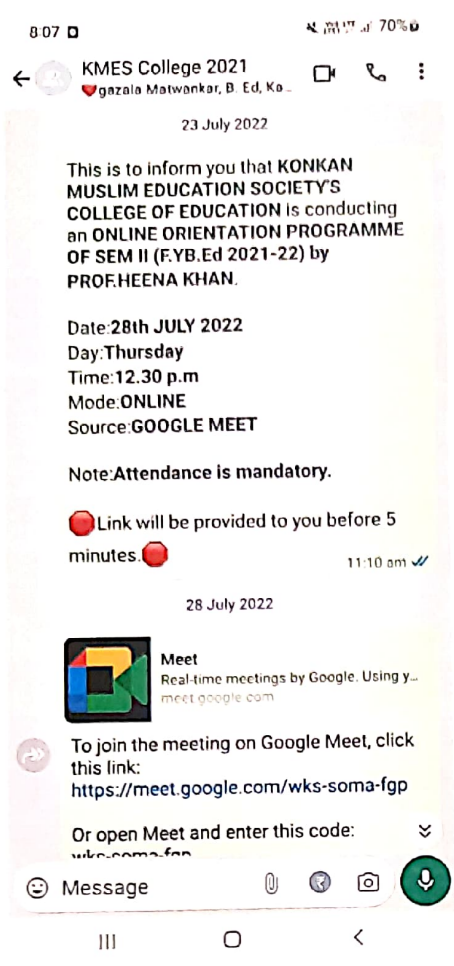 8:07
70%
KMES College 2021
gazala Matwankar, B. Ed, Ko...
23 July 2022
This is to inform you that KONKAN
MUSLIM EDUCATION SOCIETY'S
COLLEGE OF EDUCATION is conducting
an ONLINE ORIENTATION PROGRAMME
OF SEM II (F.YB.Ed 2021-22) by
PROF.HEENA KHAN.
Date:28th JULY 2022
Day:Thursday
Time:12.30 p.m
Mode:ONLINE
Source:GOOGLE MEET
Note:Attendance is mandatory.
Link will be provided to you before 5
minutes.
11:10 am
28 July 2022
Meet
Real-time meetings by Google. Using y...
meet.google.com
To join the meeting on Google Meet, click
this link:
https://meet.google.com/wks-soma-fgp
Or open Meet and enter this code:
wks-soma-fgp
Message